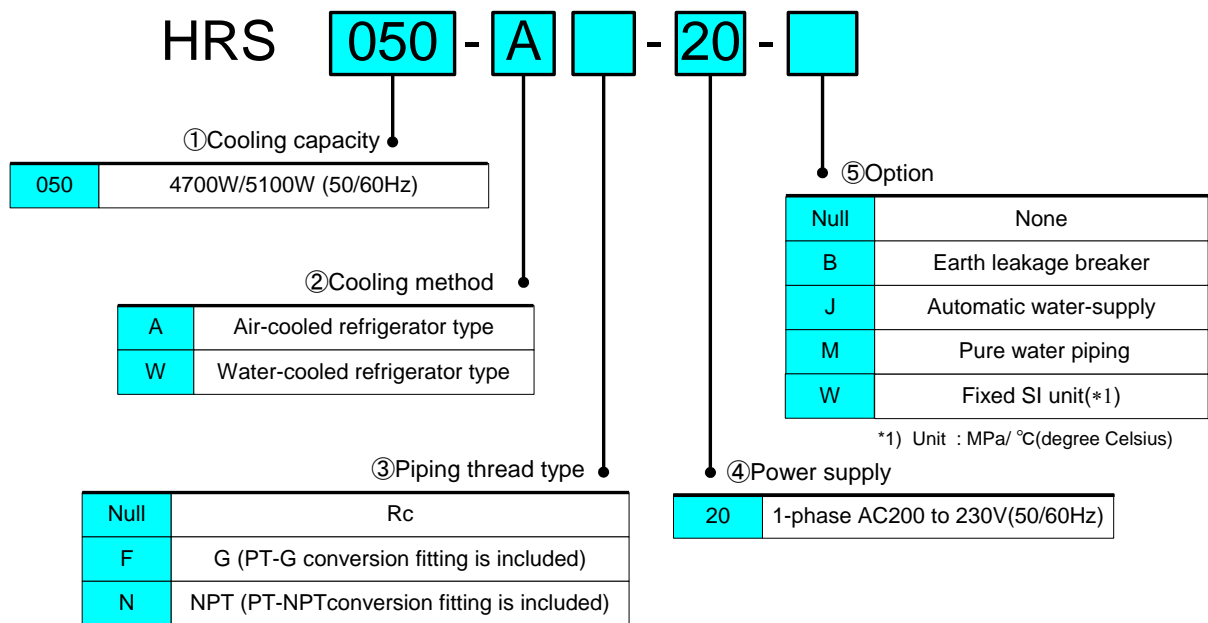 HRS 050 - A - 20 -
①Cooling capacity
050 4700W/5100W (50/60Hz)
⑤Option
Null None
B Earth leakage breaker
J Automatic water-supply
M Pure water piping
W Fixed SI unit(*1)
*1) Unit : MPa/ ℃(degree Celsius)
②Cooling method
A Air-cooled refrigerator type
W Water-cooled refrigerator type
③Piping thread type
Null Rc
F G (PT-G conversion fitting is included)
N NPT (PT-NPTconversion fitting is included)
④Power supply
20 1-phase AC200 to 230V(50/60Hz)